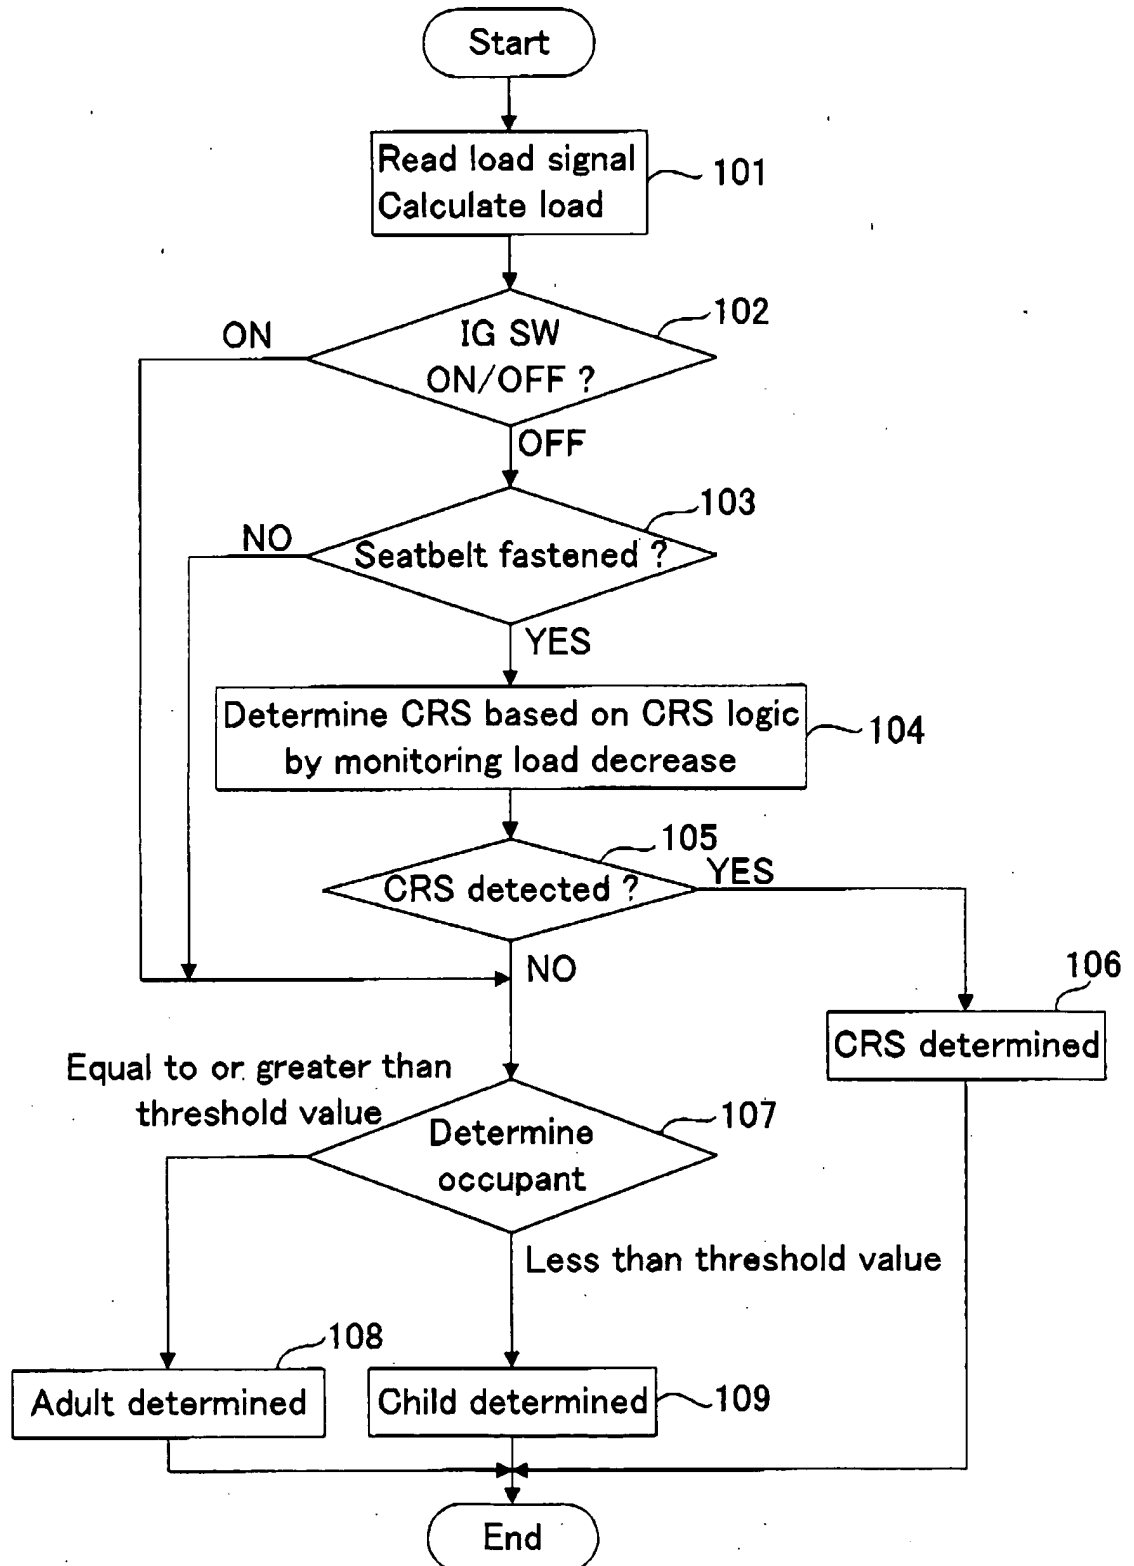 Start
Read load signal
Calculate load
101
IG SW
ON/OFF ?
102
ON
OFF
103
Seatbelt fastened ?
NO
YES
Determine CRS based on CRS logic
by monitoring load decrease
104
105
CRS detected ?
YES
NO
106
CRS determined
Equal to or greater than
threshold value
107
Determine
occupant
Less than threshold value
108
Adult determined
Child determined
109
End